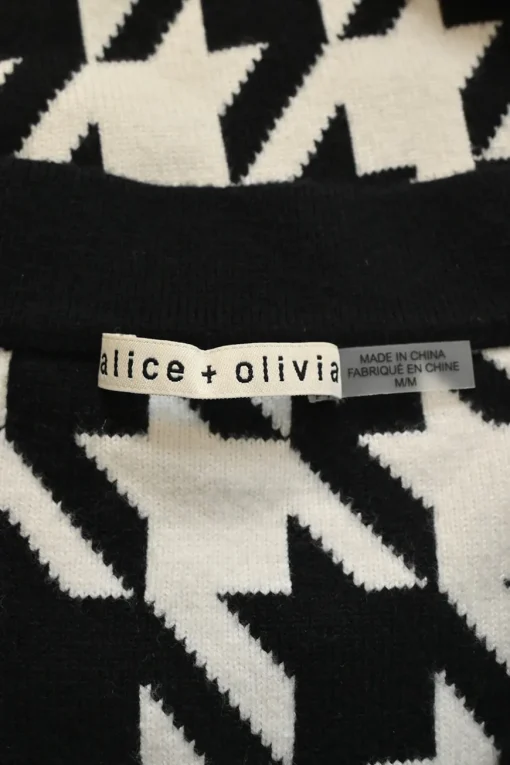 alice + olivia
MADE IN CHINA
FABRIQUÉ EN CHINE
M/M